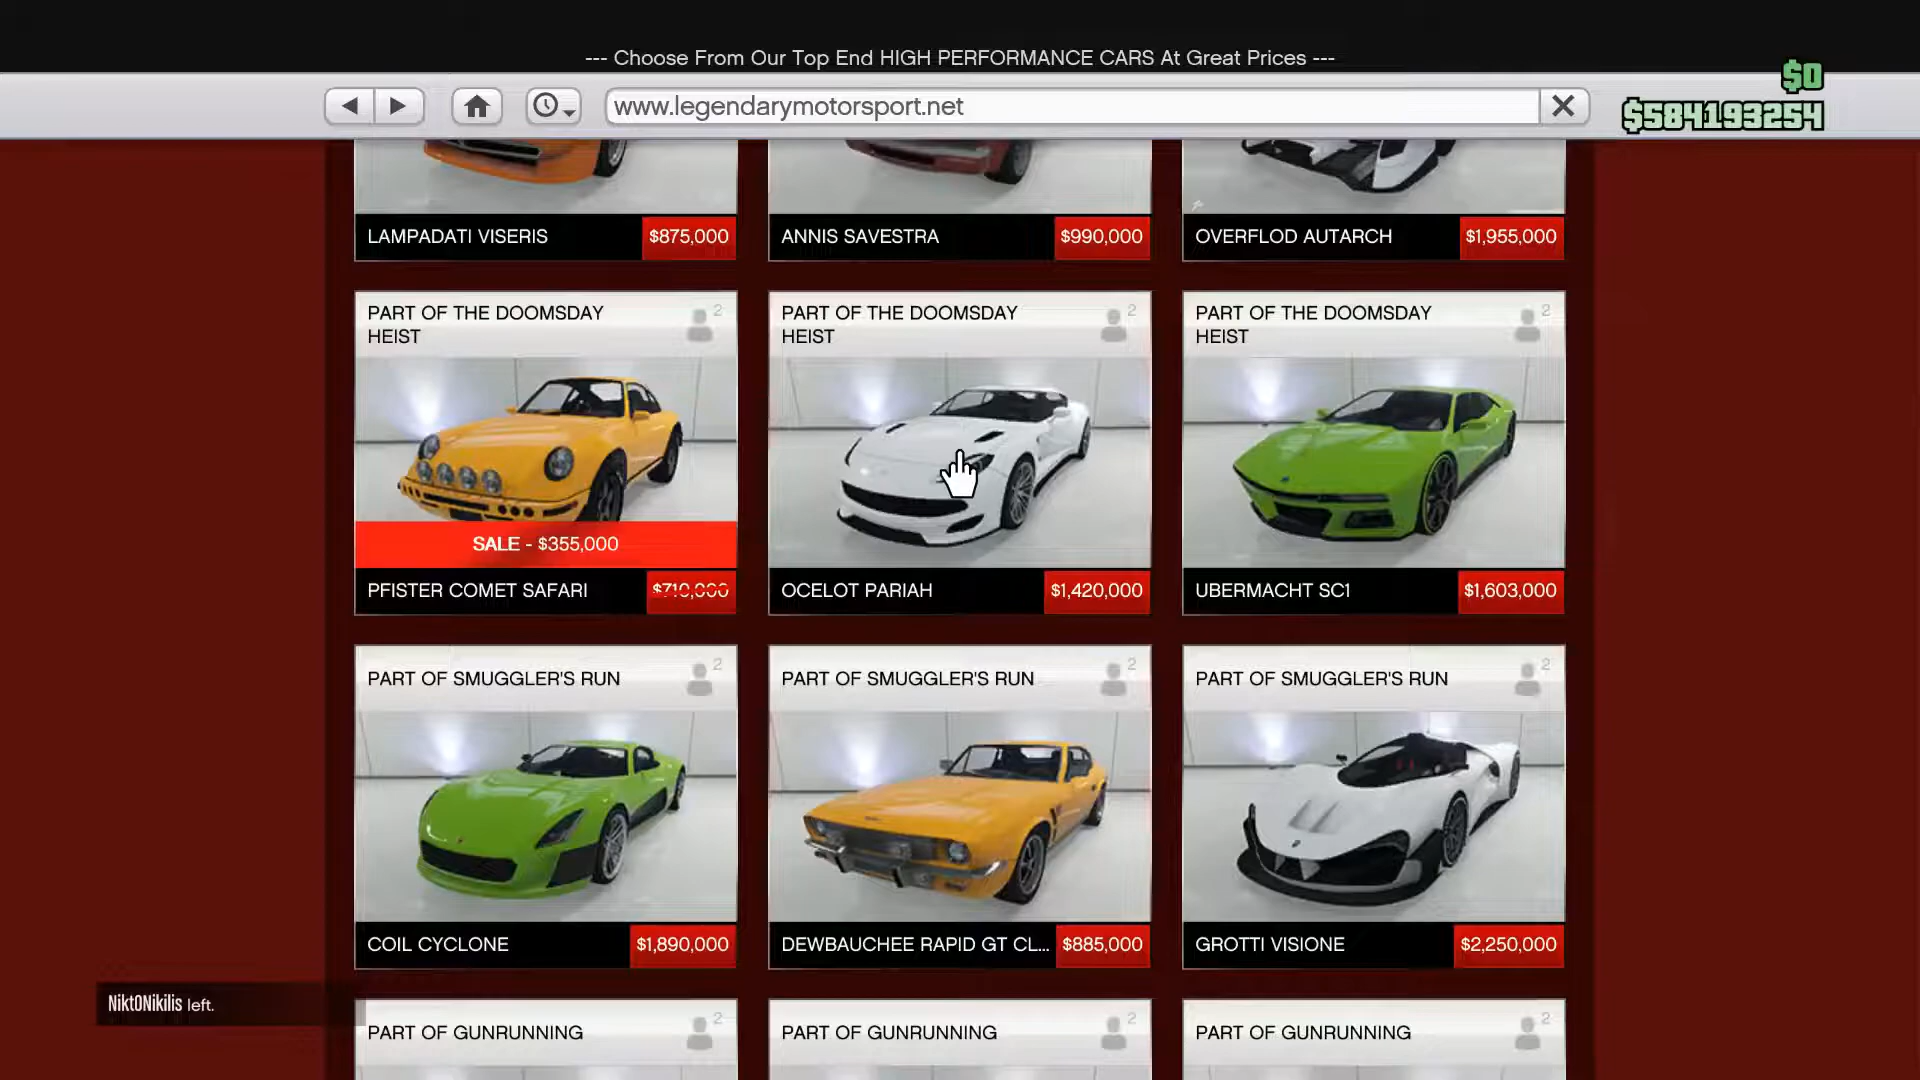 --- Choose From Our Top End HIGH PERFORMANCE CARS At Great Prices ---
$0
www.legendarymotorsport.net
$584193254
LAMPADATI VISERIS $875,000
ANNIS SAVESTRA $990,000
OVERFLOD AUTARCH $1,955,000
PART OF THE DOOMSDAY
HEIST
2
SALE - $355,000
PFISTER COMET SAFARI $710,000
PART OF THE DOOMSDAY
HEIST
2
OCELOT PARIAH $1,420,000
PART OF THE DOOMSDAY
HEIST
2
UBERMACHT SC1 $1,603,000
PART OF SMUGGLER'S RUN 2
COIL CYCLONE $1,890,000
PART OF SMUGGLER'S RUN 2
DEWBAUCHEE RAPID GT CL... $885,000
PART OF SMUGGLER'S RUN 2
GROTTI VISIONE $2,250,000
Nikt0Nikilis left.
PART OF GUNRUNNING 2
PART OF GUNRUNNING 2
PART OF GUNRUNNING 2